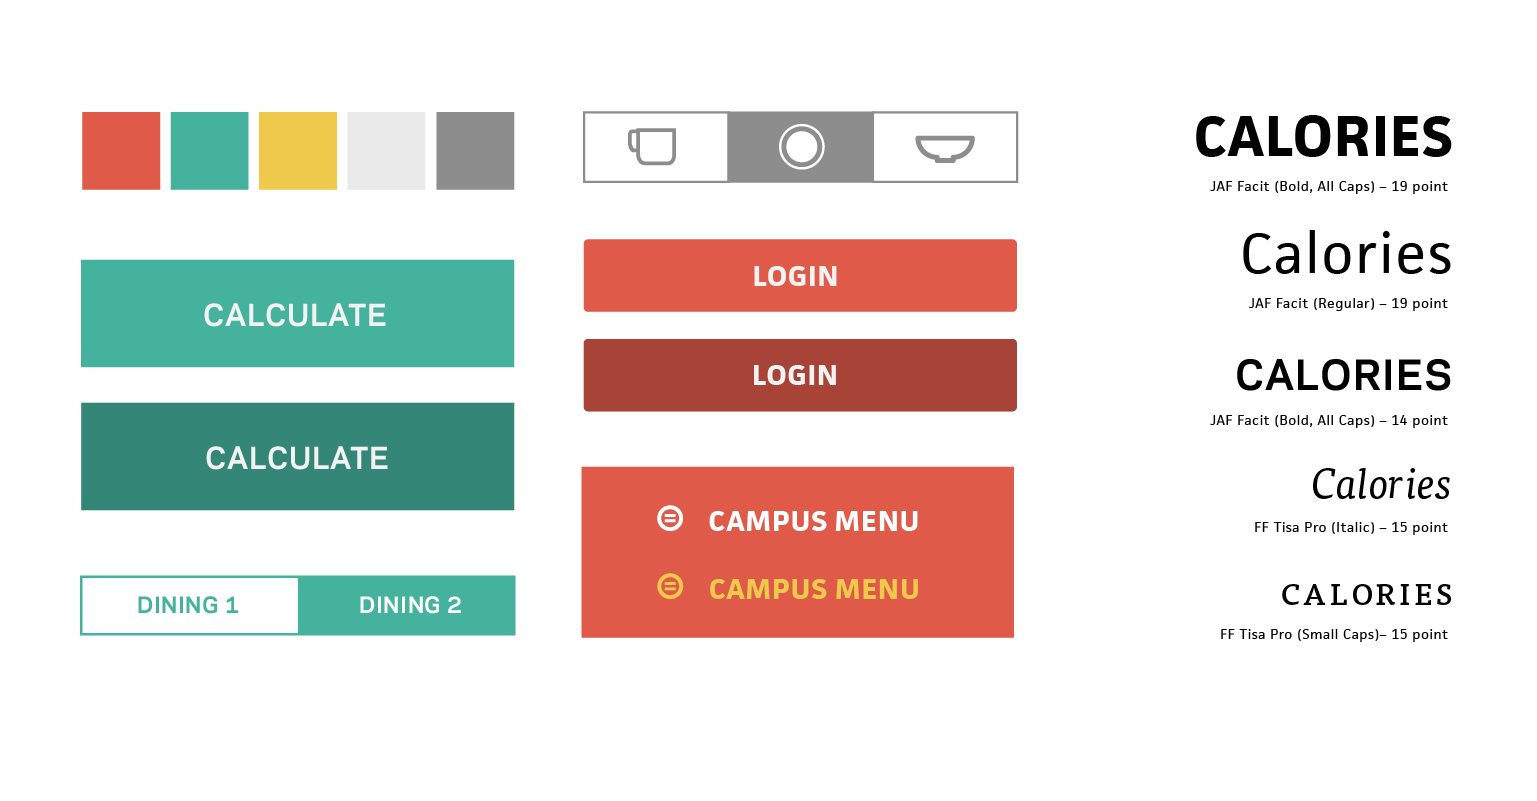 CALCULATE
CALCULATE
DINING 1
DINING 2
LOGIN
LOGIN
CAMPUS MENU
CAMPUS MENU
CALORIES
JAF Facit (Bold, All Caps) – 19 point
Calories
JAF Facit (Regular) – 19 point
CALORIES
JAF Facit (Bold, All Caps) – 14 point
Calories
FF Tisa Pro (Italic) – 15 point
CALORIES
FF Tisa Pro (Small Caps)– 15 point